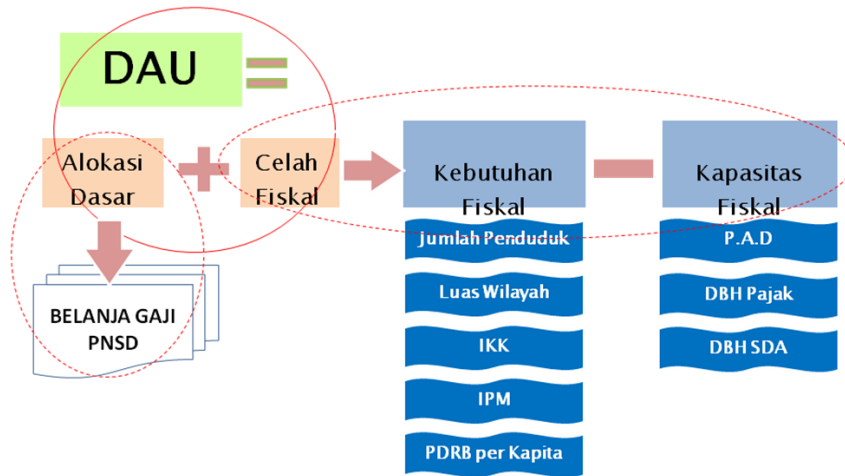 DAU =
Alokasi
Dasar
+
Celah
Fiskal
Kebutuhan
Fiskal
Kapasitas
Fiskal
BELANJA GAJI
PNSD
Jumlah Penduduk
Luas Wilayah
IKK
IPM
PDRB per Kapita
P.A.D
DBH Pajak
DBH SDA